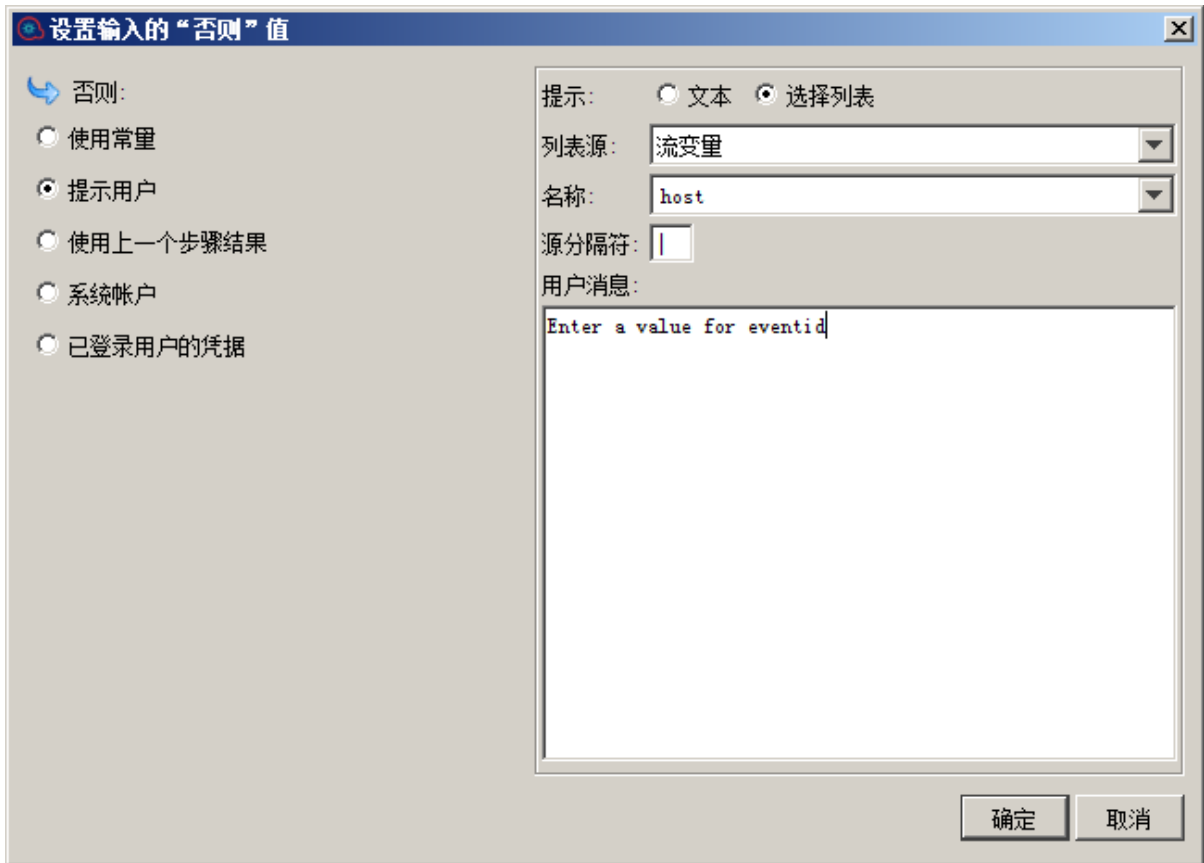 设置输入的“否则”值
否则:
使用常量
提示用户
使用上一个步骤结果
系统帐户
已登录用户的凭据
提示: 文本 选择列表
列表源: 流变量
名称: host
源分隔符: |
用户消息:
Enter a value for eventid
确定 取消